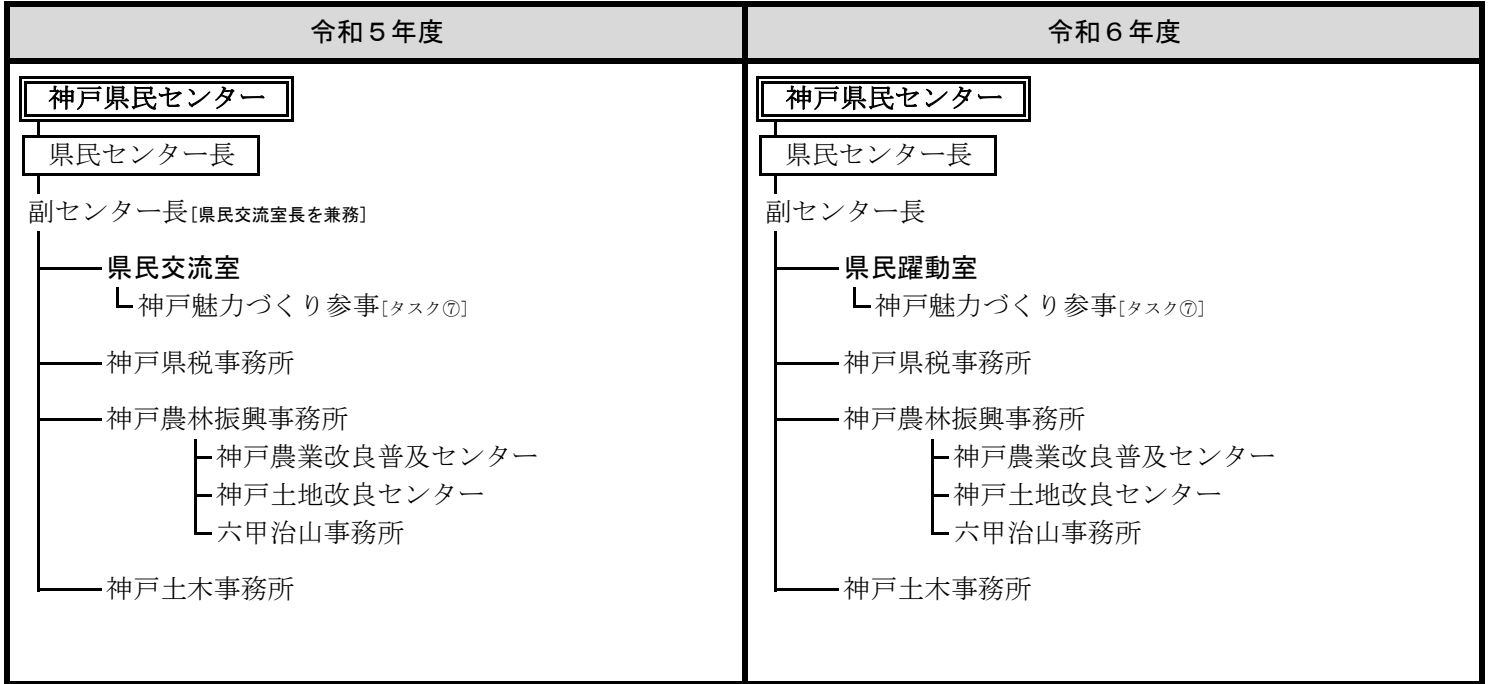 令和５年度
神戸県民センター
県民センター長
副センター長[県民交流室長を兼務]
県民交流室
神戸魅力づくり参事[タスク⑦]
神戸県税事務所
神戸農林振興事務所
神戸農業改良普及センター
神戸土地改良センター
六甲治山事務所
神戸土木事務所
令和６年度
神戸県民センター
県民センター長
副センター長
県民躍動室
神戸魅力づくり参事[タスク⑦]
神戸県税事務所
神戸農林振興事務所
神戸農業改良普及センター
神戸土地改良センター
六甲治山事務所
神戸土木事務所